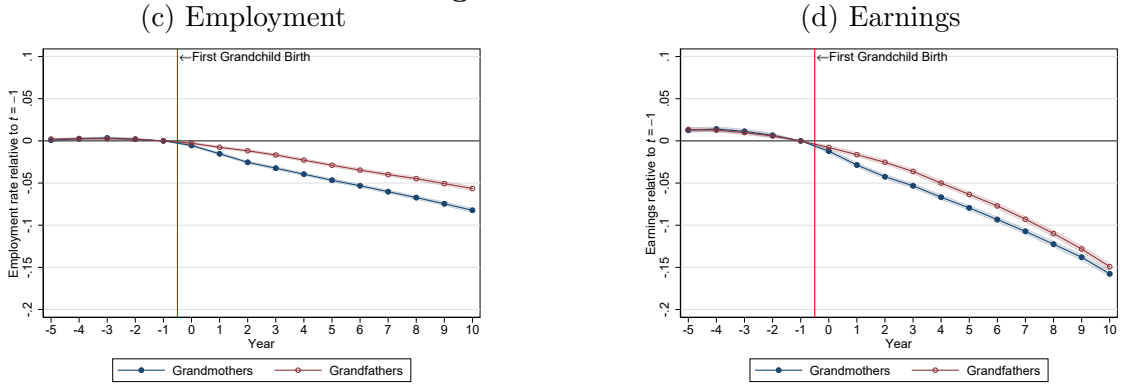 (c) Employment
Employment rate relative to t = −1
.1
.05
0
-.05
-.1
-.15
-.2
←First Grandchild Birth
-5 -4 -3 -2 -1 0 1 2 3 4 5 6 7 8 9 10
Year
Grandmothers Grandfathers
(d) Earnings
Earnings relative to t = −1
.1
.05
0
-.05
-.1
-.15
-.2
←First Grandchild Birth
-5 -4 -3 -2 -1 0 1 2 3 4 5 6 7 8 9 10
Year
Grandmothers Grandfathers